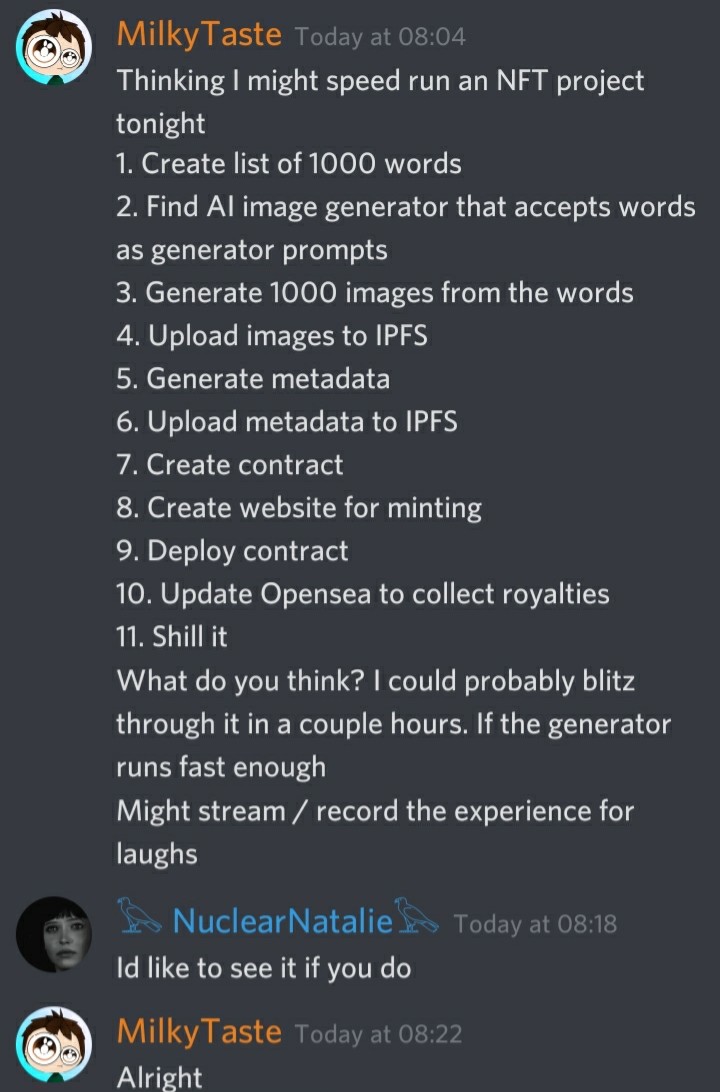 MilkyTaste Today at 08:04
Thinking I might speed run an NFT project
tonight
1. Create list of 1000 words
2. Find AI image generator that accepts words
as generator prompts
3. Generate 1000 images from the words
4. Upload images to IPFS
5. Generate metadata
6. Upload metadata to IPFS
7. Create contract
8. Create website for minting
9. Deploy contract
10. Update Opensea to collect royalties
11. Shill it
What do you think? I could probably blitz
through it in a couple hours. If the generator
runs fast enough
Might stream / record the experience for
laughs
𓅂 NuclearNatalie𓅂 Today at 08:18
Id like to see it if you do
MilkyTaste Today at 08:22
Alright